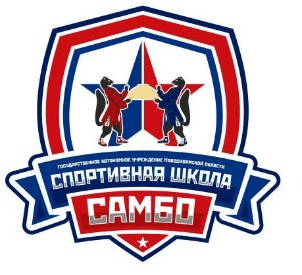 ГОСУДАРСТВЕННОЕ АВТОНОМНОЕ УЧРЕЖДЕНИЕ НОВОСИБИРСКОЙ ОБЛАСТИ
СПОРТИВНАЯ ШКОЛА
САМБО